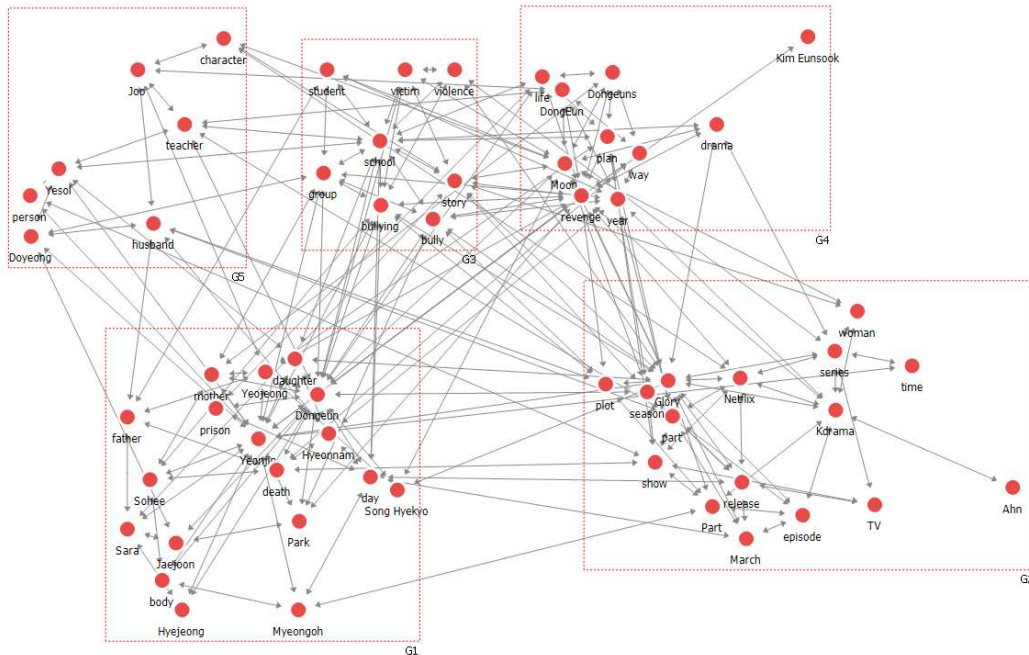 character
Joo
teacher
Yesol
person
Doyeong
husband
G5
student
victim
violence
school
group
story
bullying
bully
G3
Kim Eunsook
life
Dongeuns
DongEun
drama
plan
way
Moon
revenge
year
G4
daughter
mother
Yeojeong
Dongeun
prison
father
Yeonjin
Hyeonnam
death
day
Sohee
Song Hyekyo
Park
Sara
Jaejoon
body
Hyejeong
Myeongoh
G1
woman
series
time
plot
Glory
Netflix
season
Kdrama
part
show
release
Ahn
Part
TV
episode
March